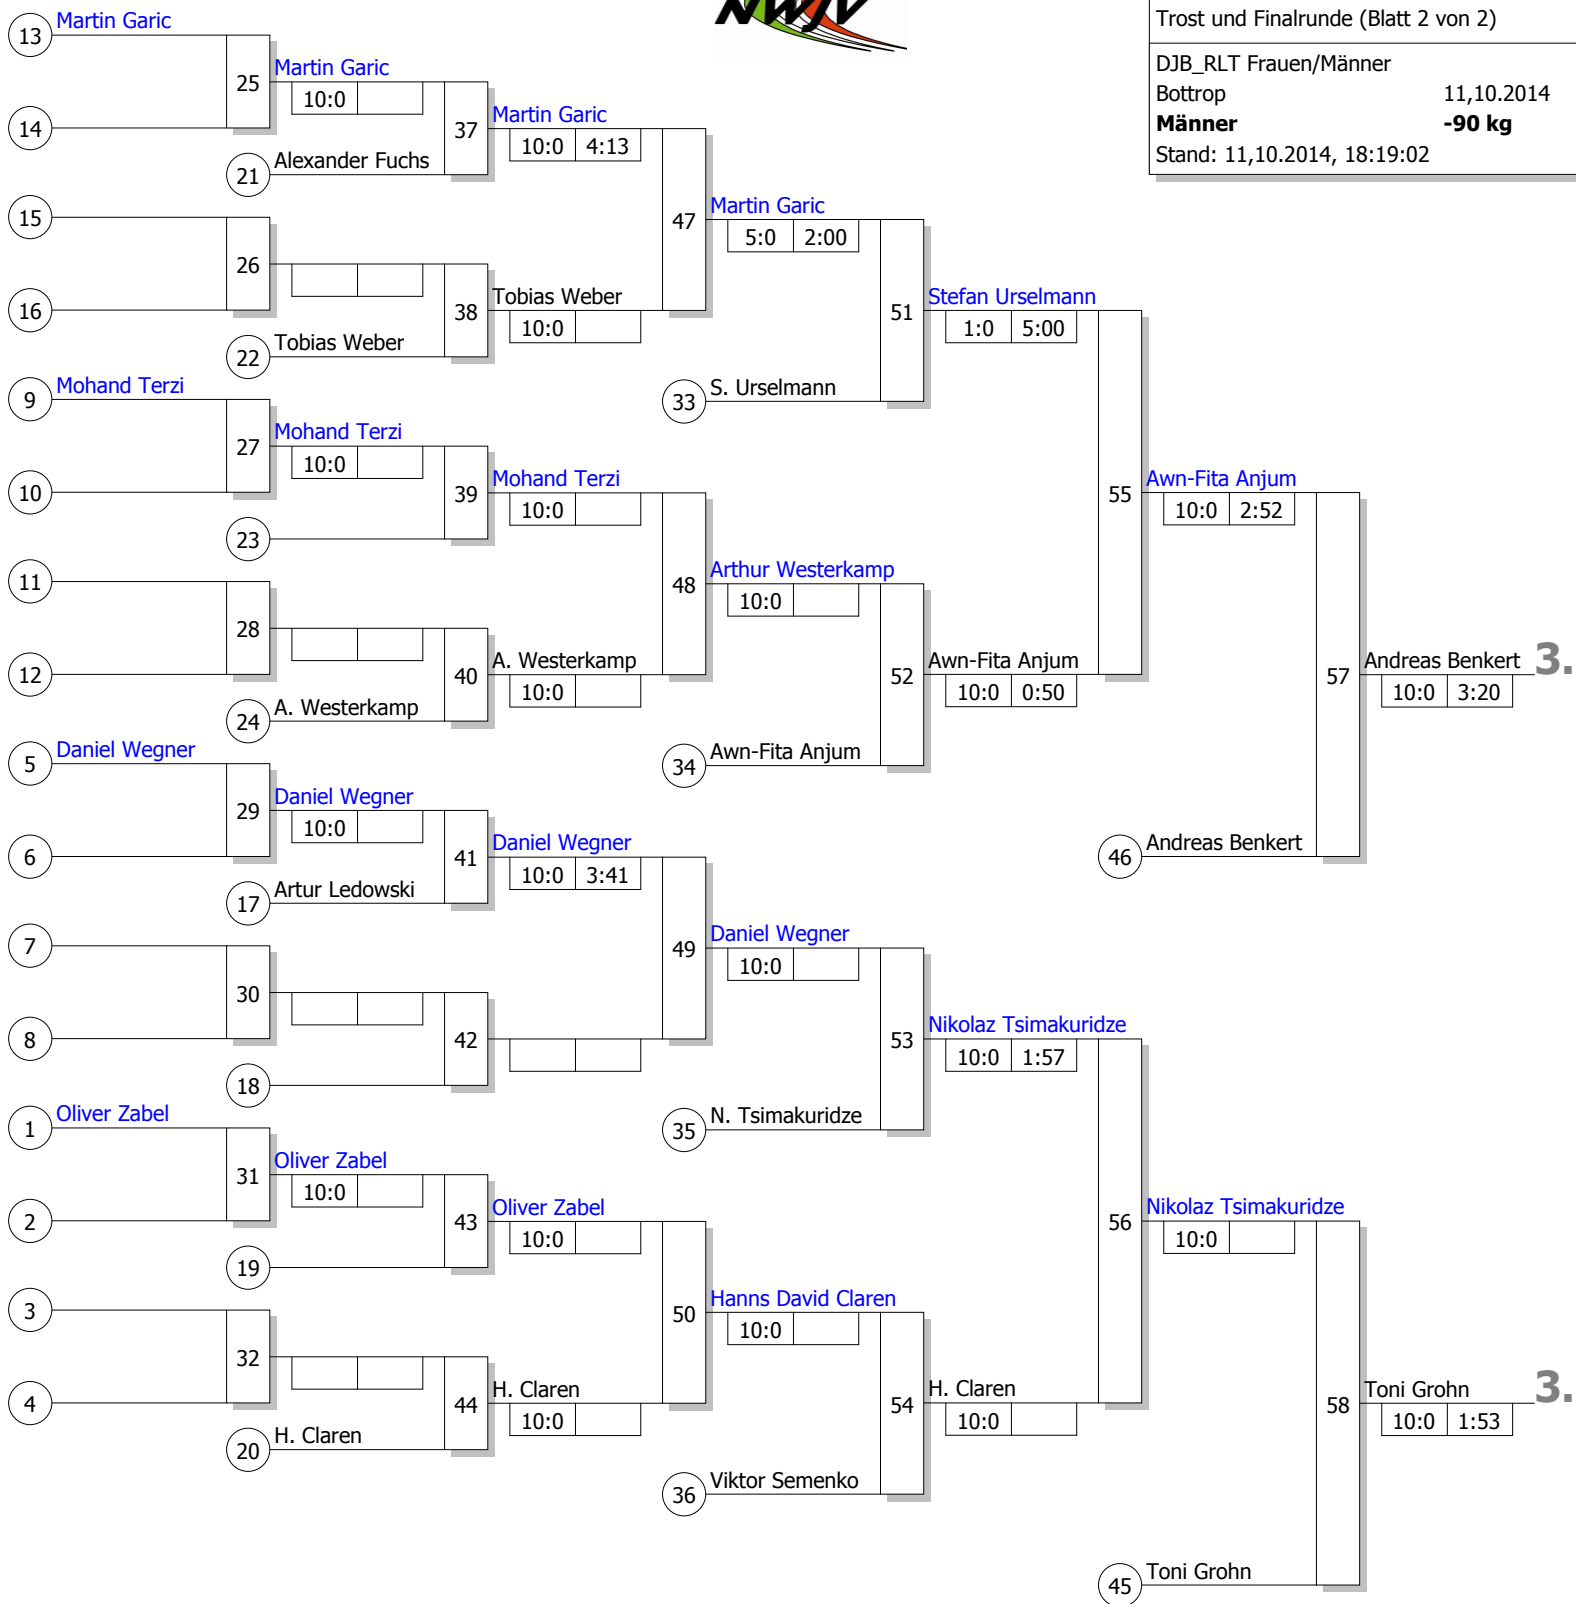 NWJV
Trost und Finalrunde (Blatt 2 von 2)
DJB_RLT Frauen/Männer
Bottrop 11,10.2014
Männer -90 kg
Stand: 11,10.2014, 18:19:02
13 Martin Garic
25
Martin Garic
10:0
14
37
Martin Garic
10:0 4:13
21 Alexander Fuchs
15
47
Martin Garic
5:0 2:00
26
16
38
Tobias Weber
10:0
22 Tobias Weber
51
Stefan Urselmann
1:0 5:00
33 S. Urselmann
9 Mohand Terzi
27
Mohand Terzi
10:0
10
39
Mohand Terzi
10:0
23
55
Awn-Fita Anjum
10:0 2:52
11
48
Arthur Westerkamp
10:0
28
12
40
A. Westerkamp
10:0
24 A. Westerkamp
52
Awn-Fita Anjum
10:0 0:50
57
Andreas Benkert 3.
10:0 3:20
34 Awn-Fita Anjum
5 Daniel Wegner
29
Daniel Wegner
10:0
6
41
Daniel Wegner
10:0 3:41
46 Andreas Benkert
17 Artur Ledowski
7
49
Daniel Wegner
10:0
30
8
42
18
53
Nikolaz Tsimakuridze
10:0 1:57
35 N. Tsimakuridze
1 Oliver Zabel
31
Oliver Zabel
10:0
2
43
Oliver Zabel
10:0
19
56
Nikolaz Tsimakuridze
10:0
3
50
Hanns David Claren
10:0
32
4
44
H. Claren
10:0
20 H. Claren
54
H. Claren
10:0
58
Toni Grohn 3.
10:0 1:53
36 Viktor Semenko
45 Toni Grohn